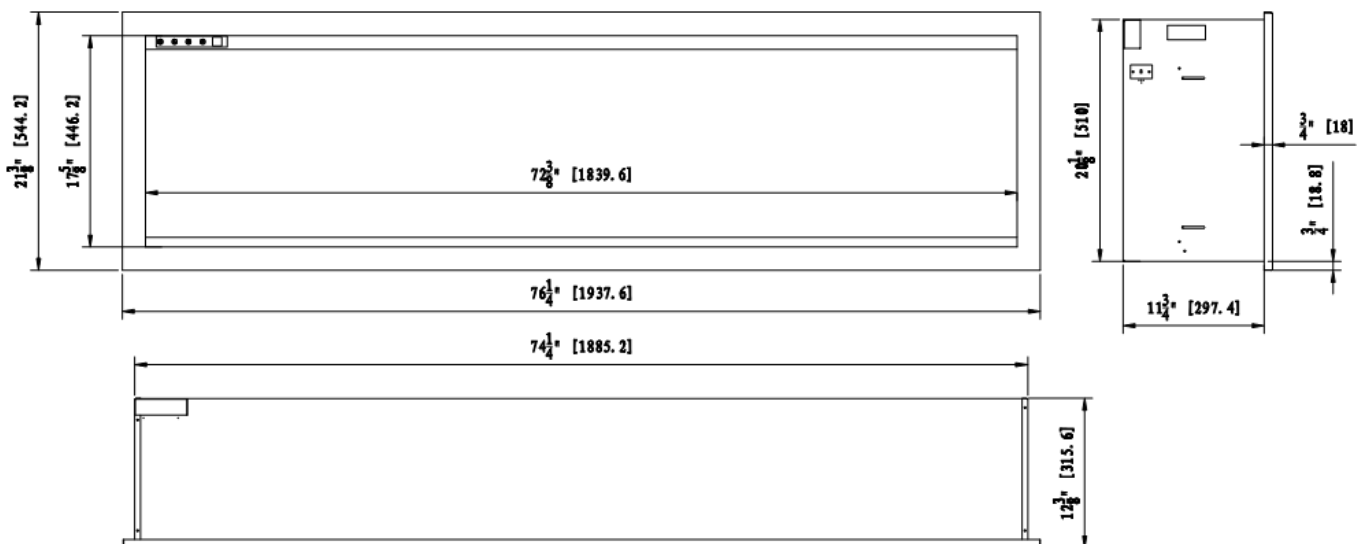 21 3/8" [544.2]
17 5/8" [446.2]
72 3/8" [1839.6]
76 1/4" [1937.6]
20 1/8" [510]
3/4" [18]
3/4" [18.8]
11 3/4" [297.4]
74 1/4" [1885.2]
12 3/8" [315.6]